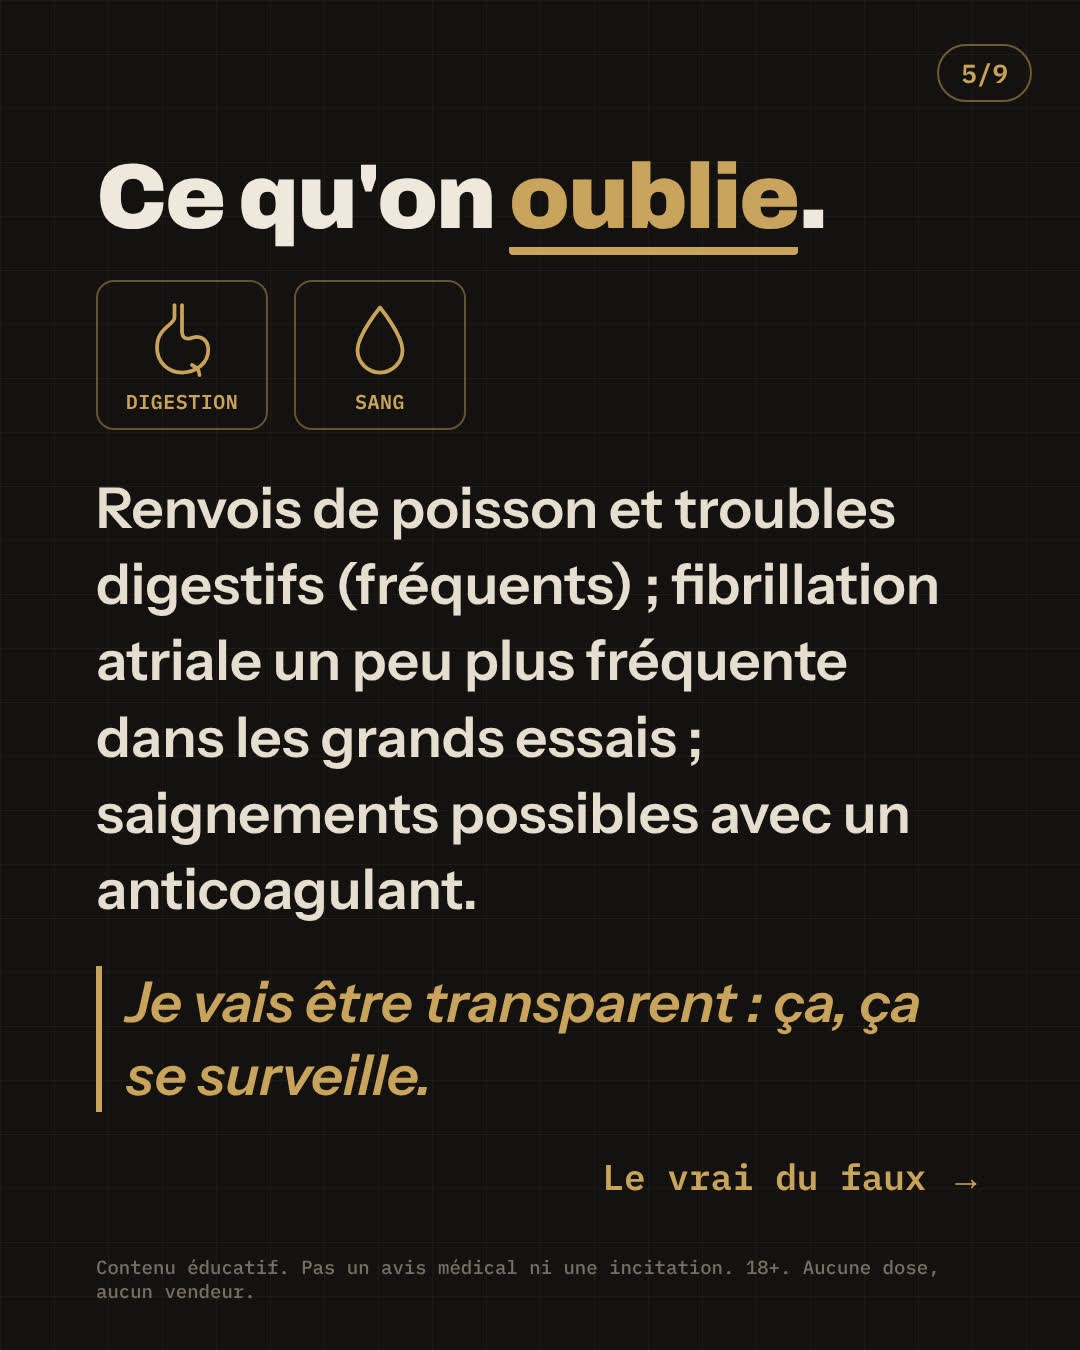 5/9
Ce qu'on oublie.
DIGESTION
SANG
Renvois de poisson et troubles
digestifs (fréquents) ; fibrillation
atriale un peu plus fréquente
dans les grands essais ;
saignements possibles avec un
anticoagulant.
Je vais être transparent : ça, ça
se surveille.
Le vrai du faux →
Contenu éducatif. Pas un avis médical ni une incitation. 18+. Aucune dose,
aucun vendeur.